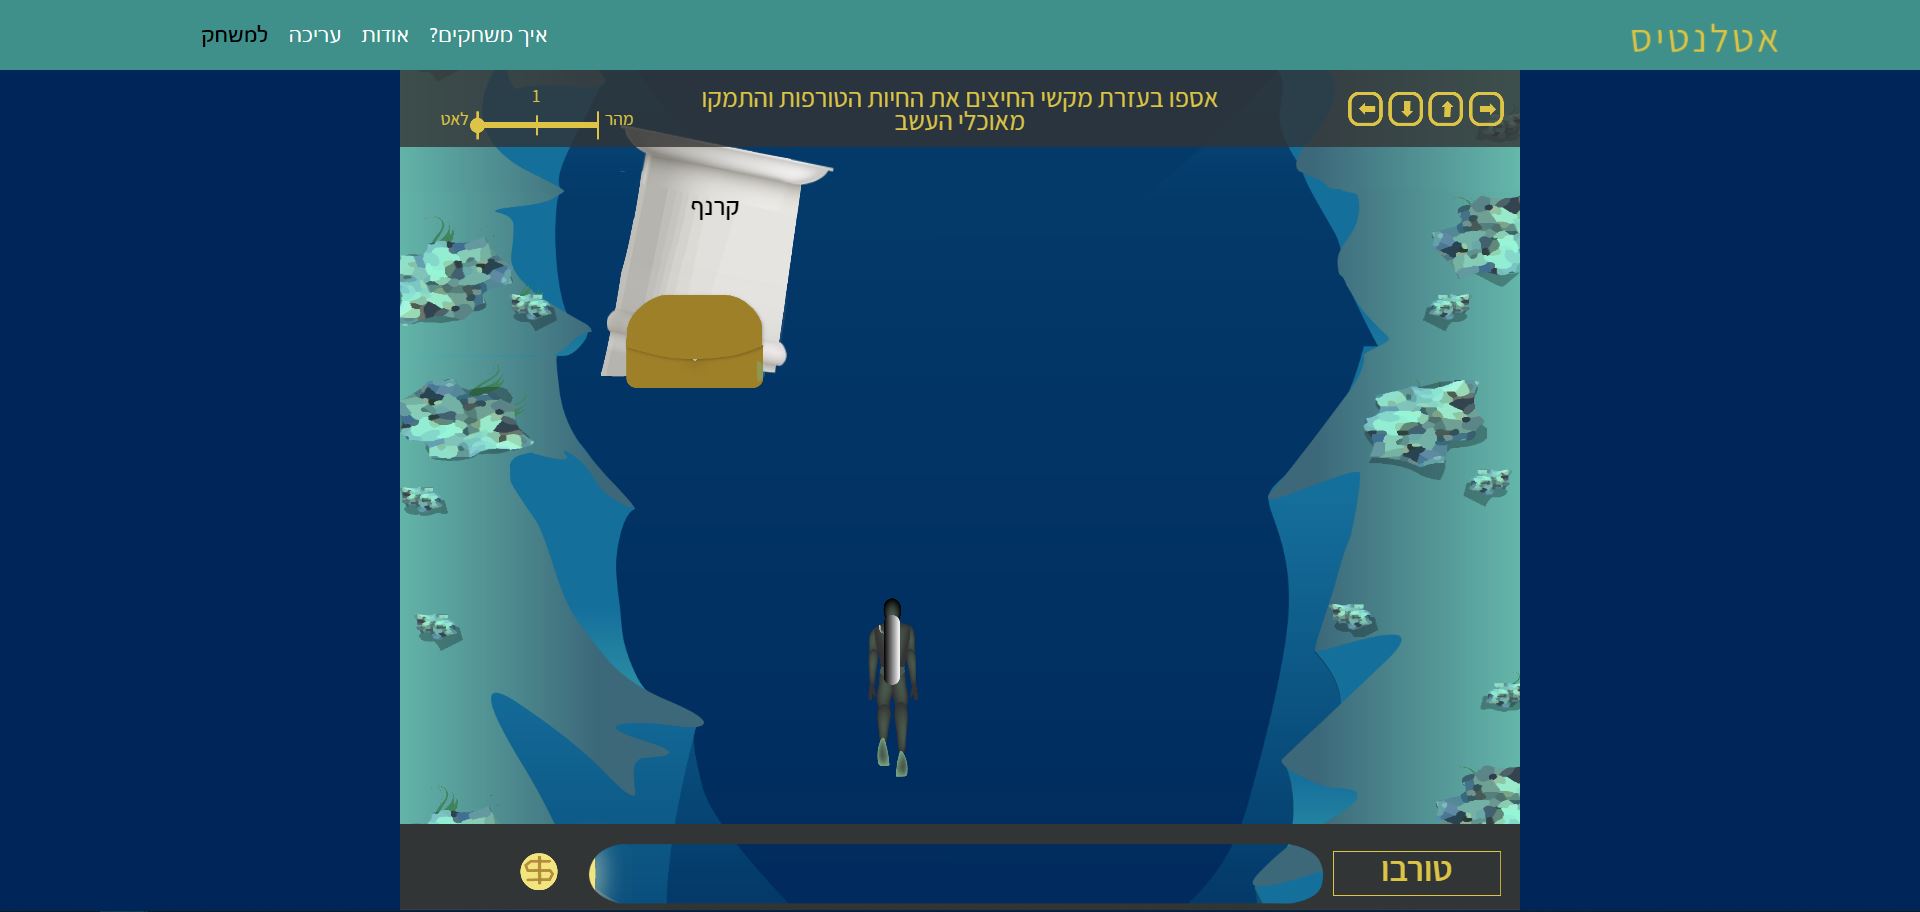 אטלנטיס
איך משחקים? אודות עריכה למשחק
אספו בעזרת מקשי החיצים את החיות הטורפות והתמקו
מאוכלי העשב
1
מהר לאט
קרנף
טורבו